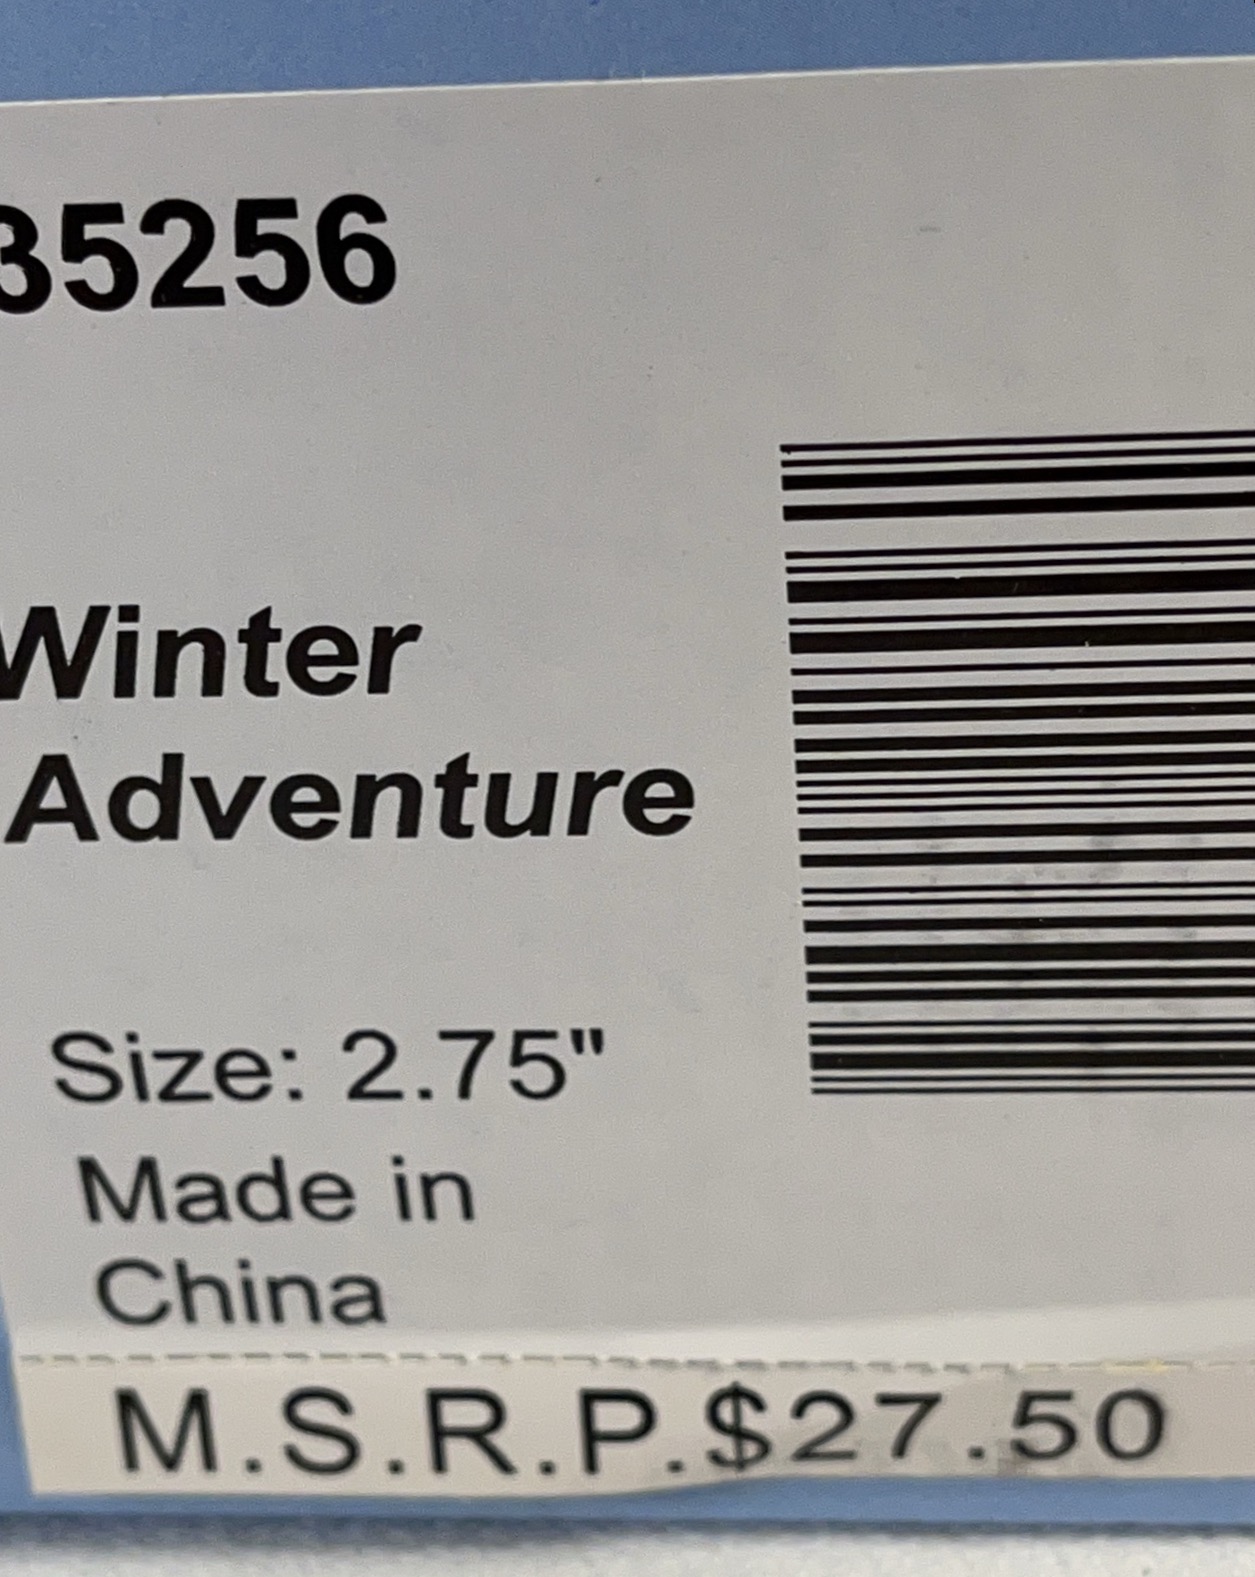 35256
Winter
Adventure
Size: 2.75"
Made in
China
M.S.R.P.$27.50